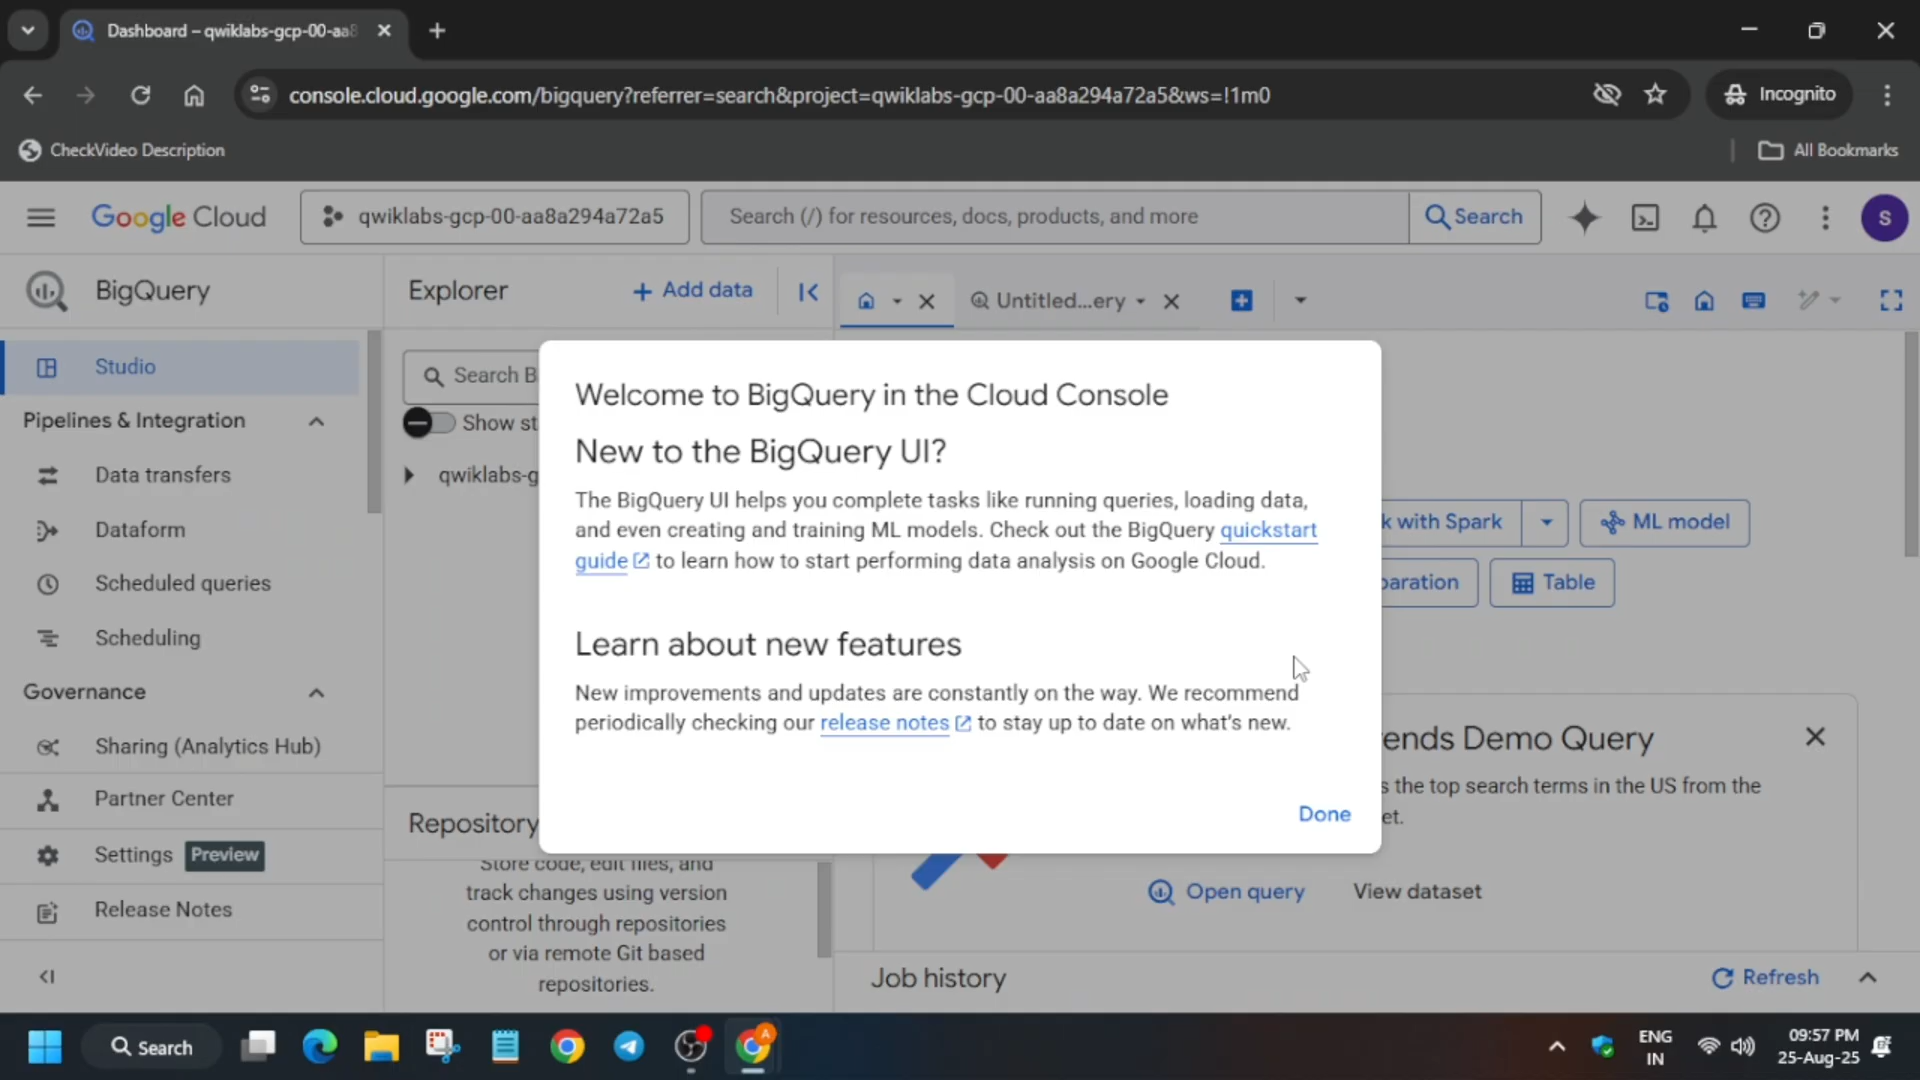 Dashboard – qwiklabs-gcp-00-aa8
console.cloud.google.com/bigquery?referrer=search&project=qwiklabs-gcp-00-aa8a294a72a5&ws=!1m0
Incognito
CheckVideo Description
All Bookmarks
Google Cloud
qwiklabs-gcp-00-aa8a294a72a5
Search (/) for resources, docs, products, and more
Search
S
BigQuery
Explorer
+ Add data
Untitled...ery
Studio
Search B
Show st
Pipelines & Integration
qwiklabs-g
Data transfers
Dataform
Scheduled queries
Scheduling
Governance
Sharing (Analytics Hub)
Partner Center
Settings Preview
Release Notes
Welcome to BigQuery in the Cloud Console
New to the BigQuery UI?
The BigQuery UI helps you complete tasks like running queries, loading data,
and even creating and training ML models. Check out the BigQuery quickstart
guide to learn how to start performing data analysis on Google Cloud.
Learn about new features
New improvements and updates are constantly on the way. We recommend
periodically checking our release notes to stay up to date on what's new.
Done
k with Spark
ML model
paration
Table
ends Demo Query
s the top search terms in the US from the
et.
Open query
View dataset
Repository
Store code, edit files, and
track changes using version
control through repositories
or via remote Git based
repositories.
Job history
Refresh
Search
A
ENG
IN
09:57 PM
25-Aug-25